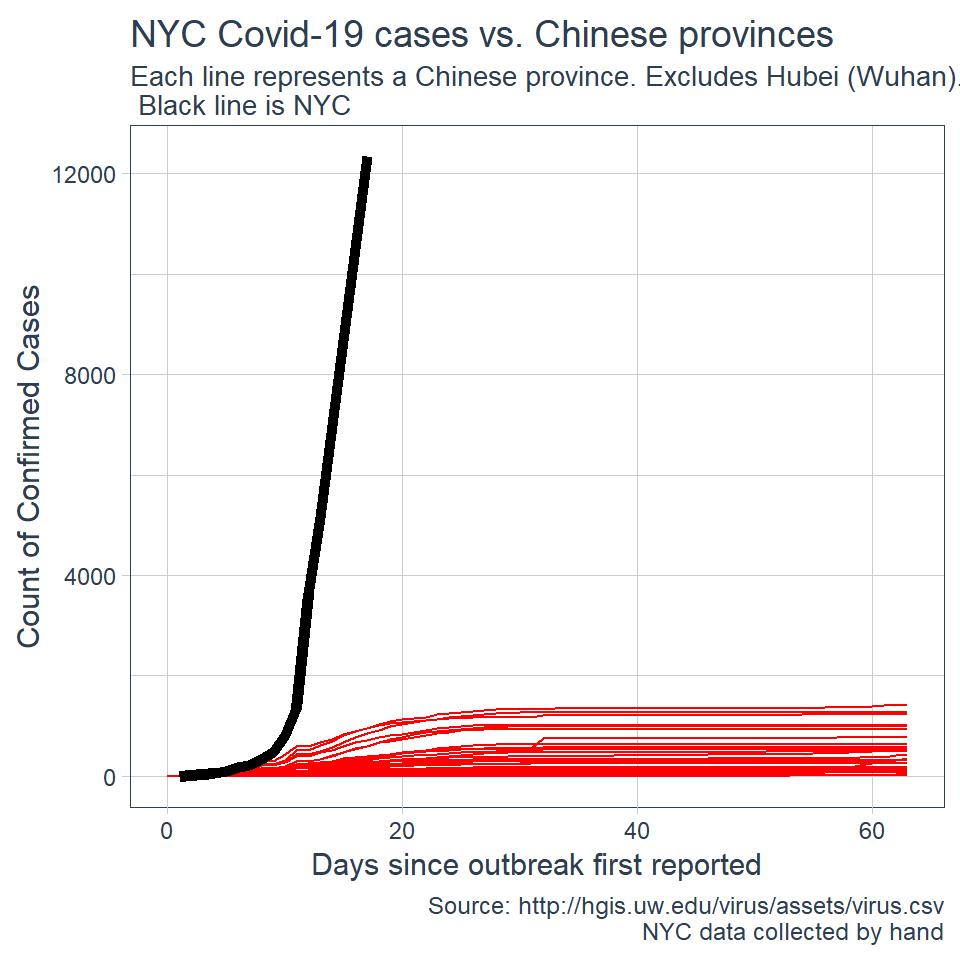 NYC Covid-19 cases vs. Chinese provinces
Each line represents a Chinese province. Excludes Hubei (Wuhan).
Black line is NYC
12000
8000
4000
0
Count of Confirmed Cases
0 20 40 60
Days since outbreak first reported
Source: http://hgis.uw.edu/virus/assets/virus.csv
NYC data collected by hand